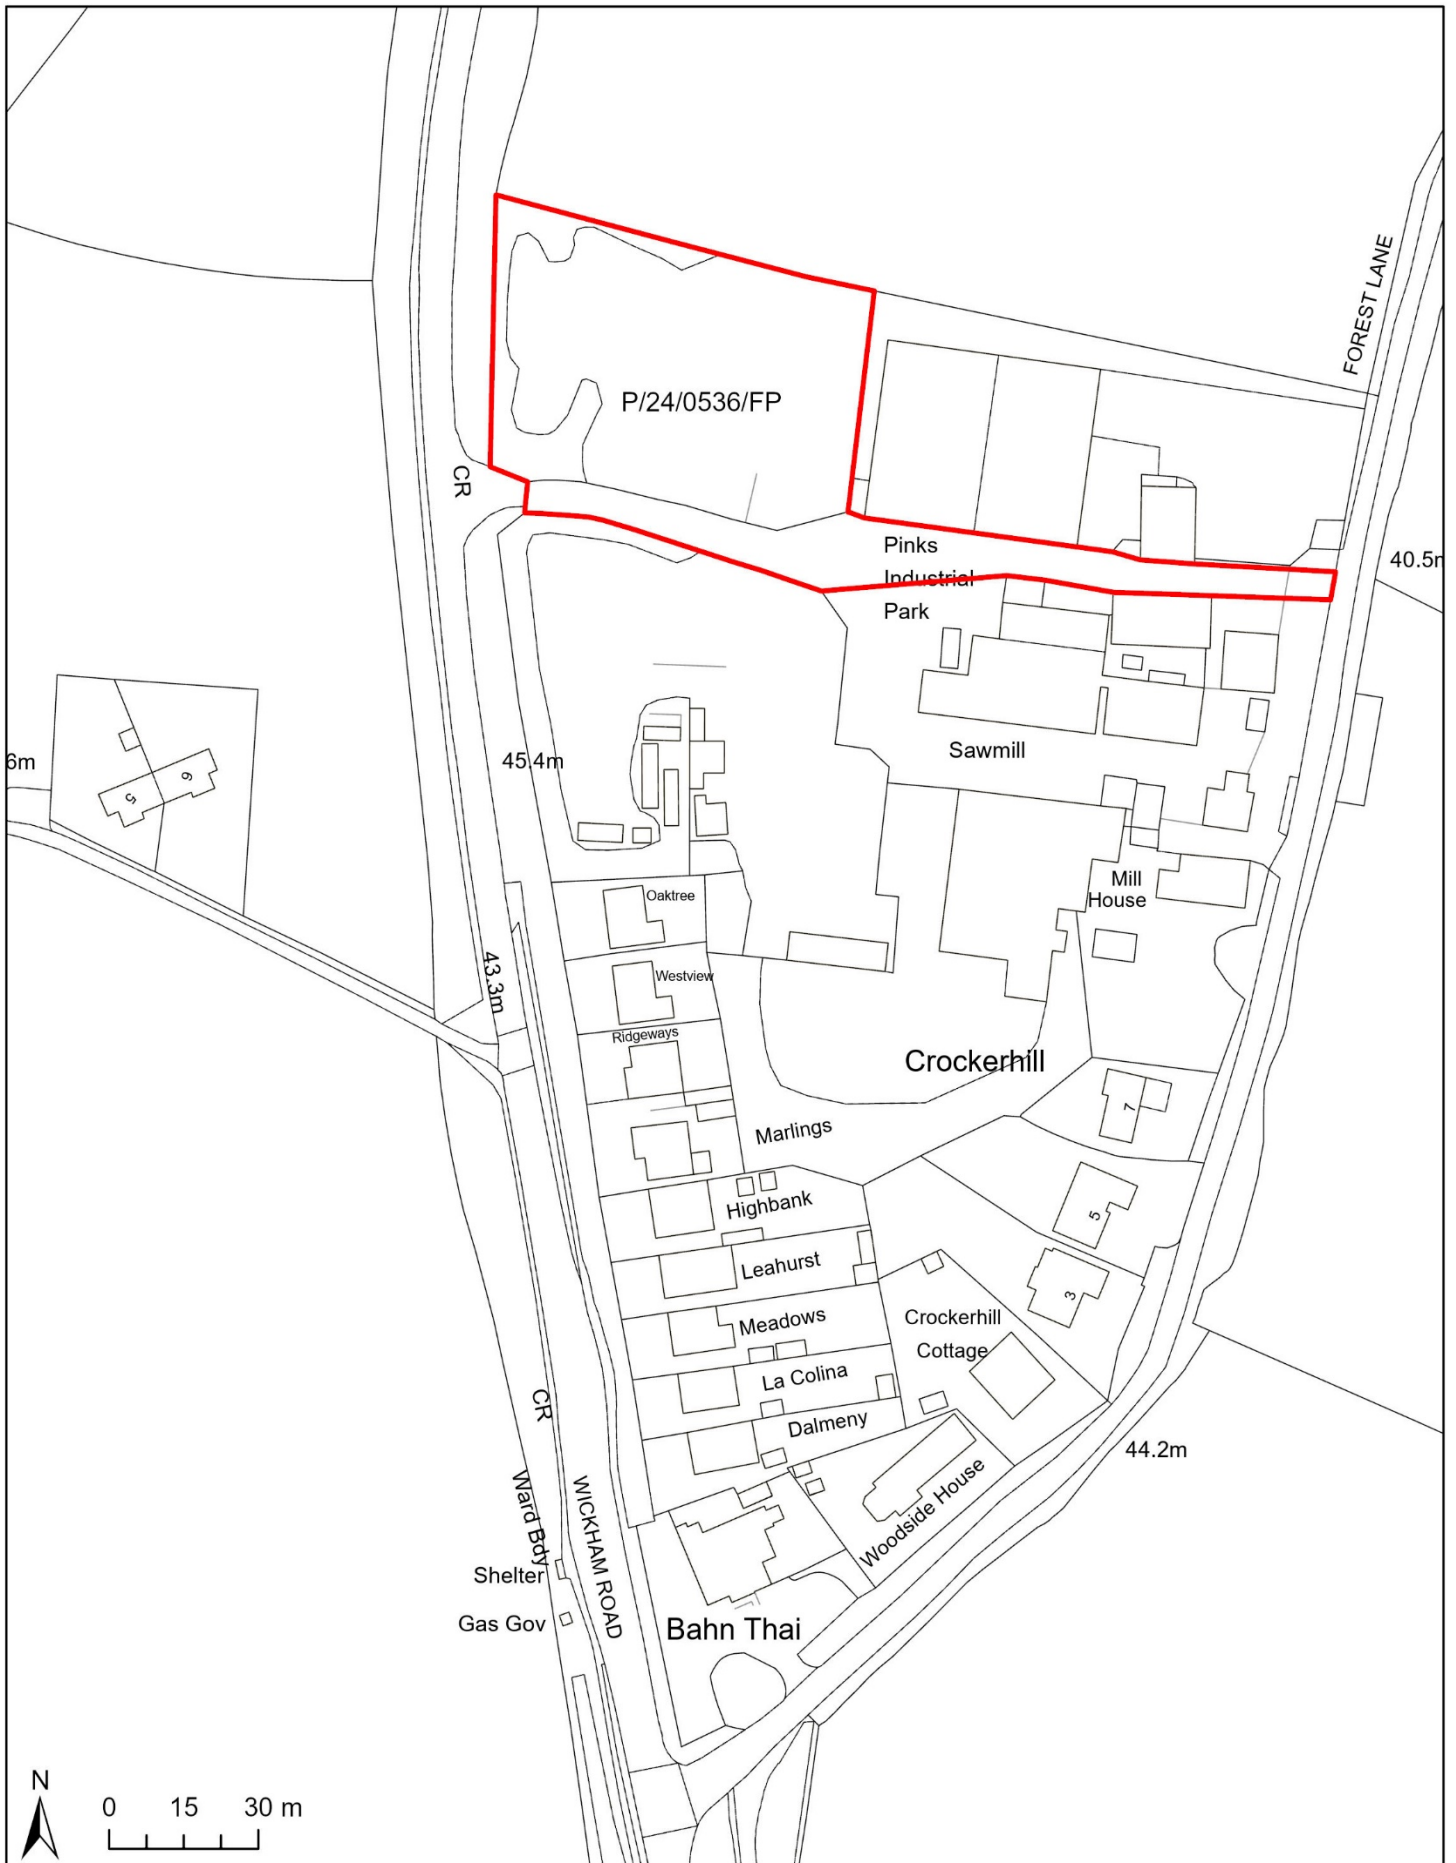 FOREST LANE
P/24/0536/FP
CR
Pinks
Industrial
Park
40.5m
6m
45.4m
Sawmill
5
6
Oaktree
Mill
House
Westview
43.3m
Ridgeways
Crockerhill
7
Marlings
Highbank
5
Leahurst
3
Meadows
Crockerhill
Cottage
La Colina
CR
Dalmeny
44.2m
Ward Bdy
WICKHAM ROAD
Woodside House
Shelter
Gas Gov
Bahn Thai
N
0 15 30 m